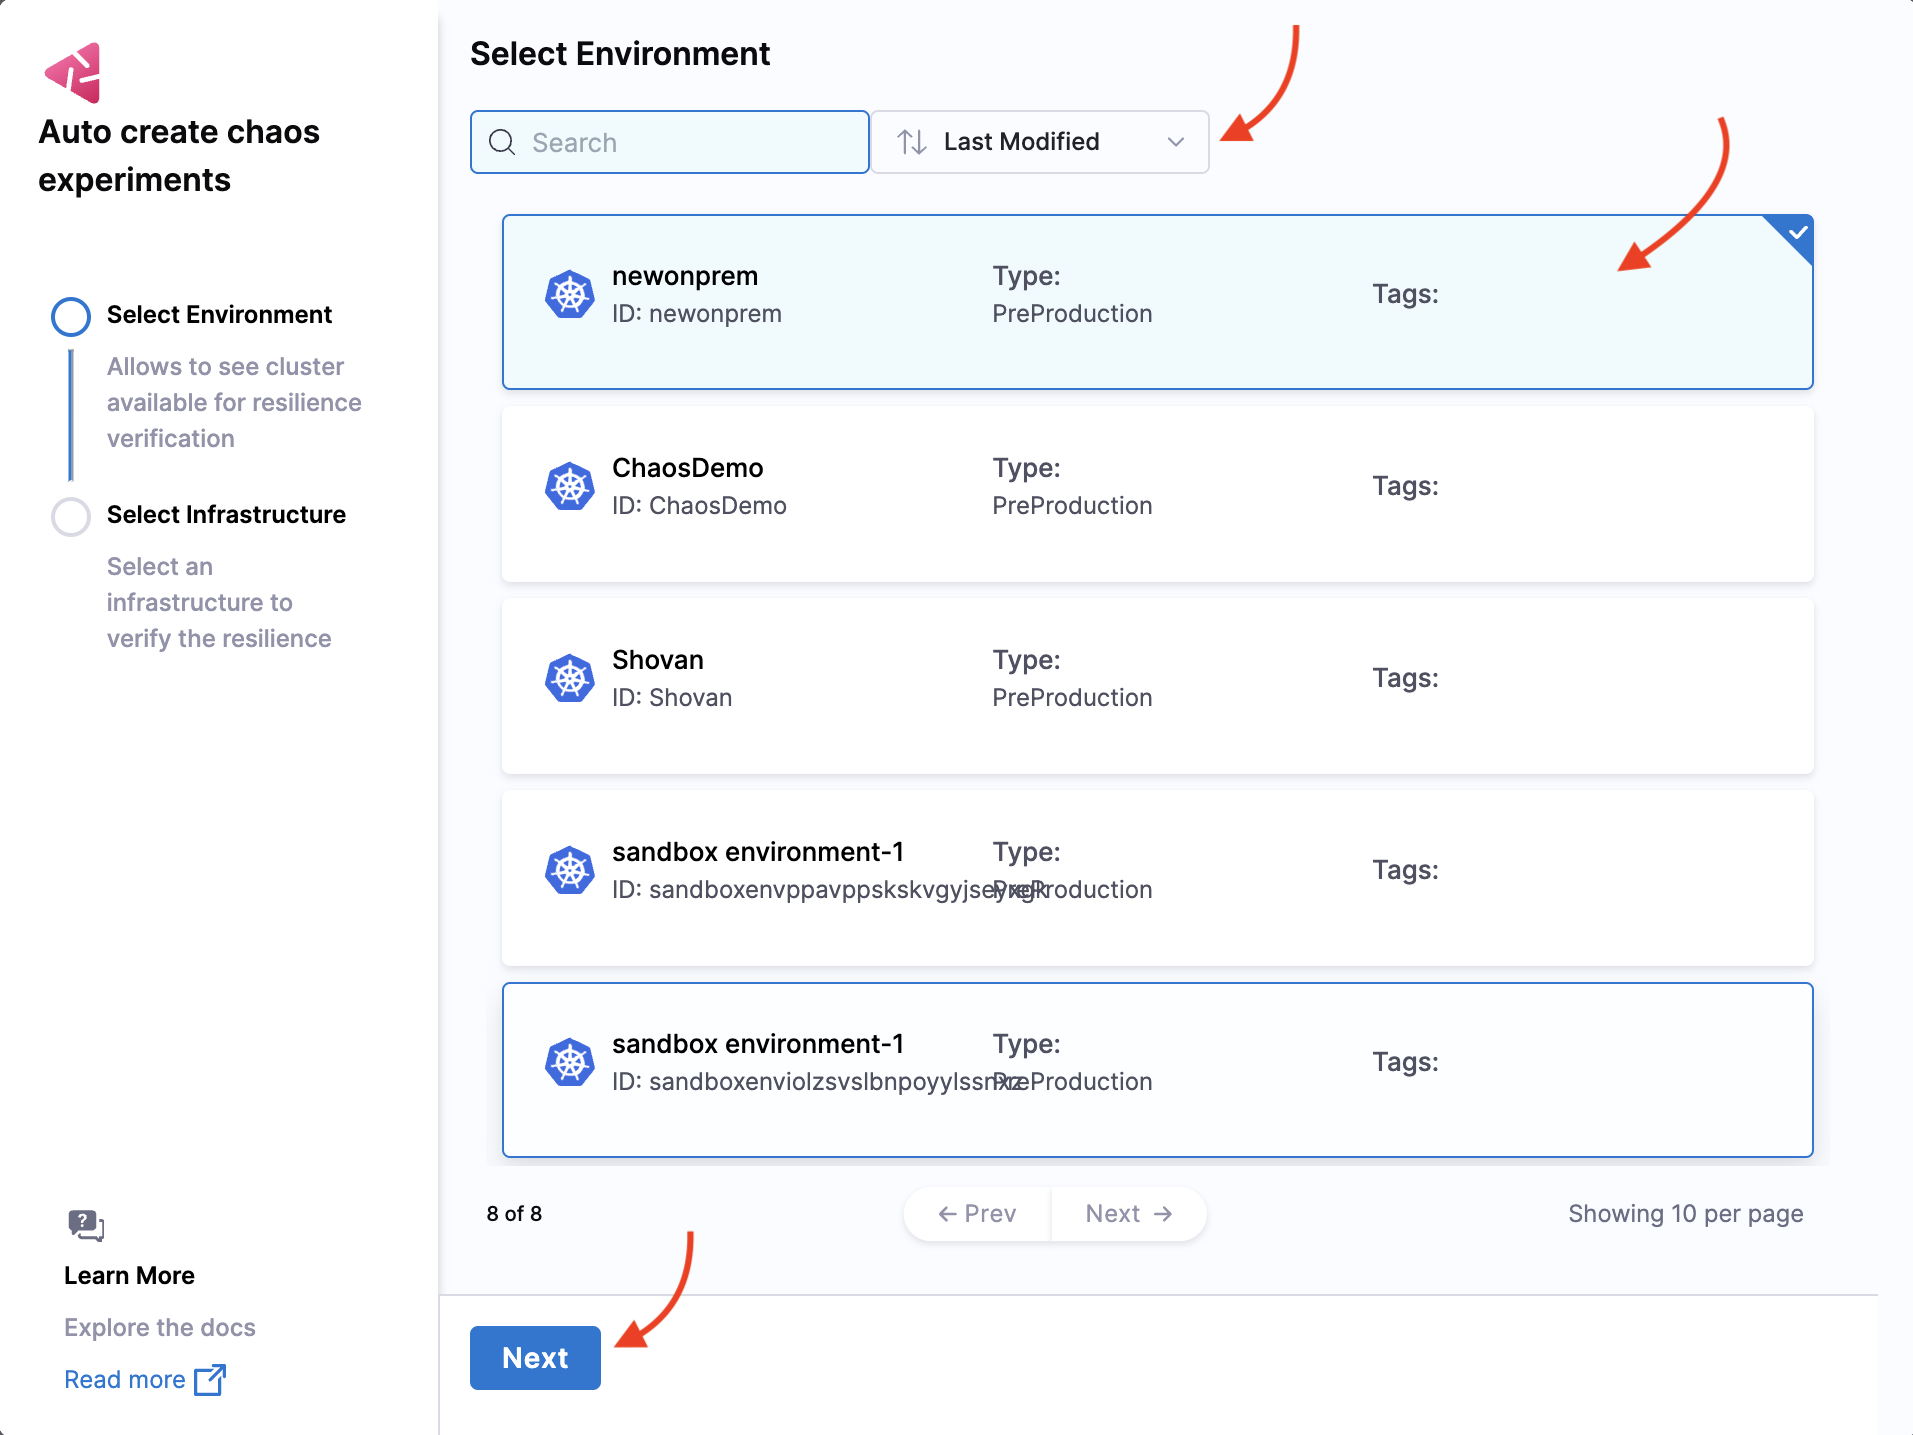 Auto create chaos
experiments
Select Environment
Allows to see cluster
available for resilience
verification
Select Infrastructure
Select an
infrastructure to
verify the resilience
Learn More
Explore the docs
Read more
Select Environment
Search
Last Modified
newonprem
ID: newonprem
Type:
PreProduction
Tags:
ChaosDemo
ID: ChaosDemo
Type:
PreProduction
Tags:
Shovan
ID: Shovan
Type:
PreProduction
Tags:
sandbox environment-1
ID:
Type:
PreProduction
Tags:
sandbox environment-1
ID:
Type:
PreProduction
Tags:
8 of 8
← Prev
Next →
Showing 10 per page
Next